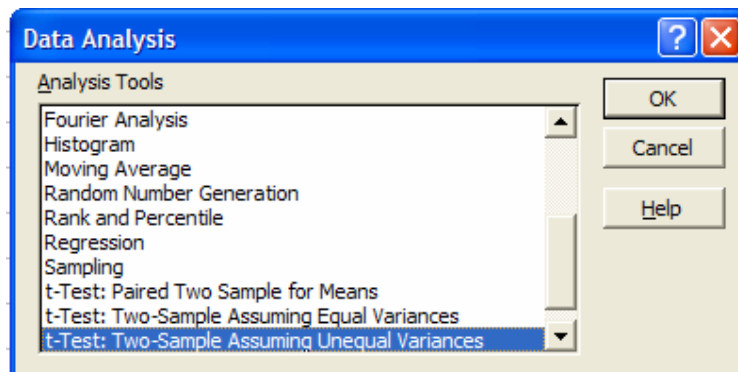 Data Analysis
Analysis Tools
Fourier Analysis
Histogram
Moving Average
Random Number Generation
Rank and Percentile
Regression
Sampling
t-Test: Paired Two Sample for Means
t-Test: Two-Sample Assuming Equal Variances
t-Test: Two-Sample Assuming Unequal Variances
OK
Cancel
Help